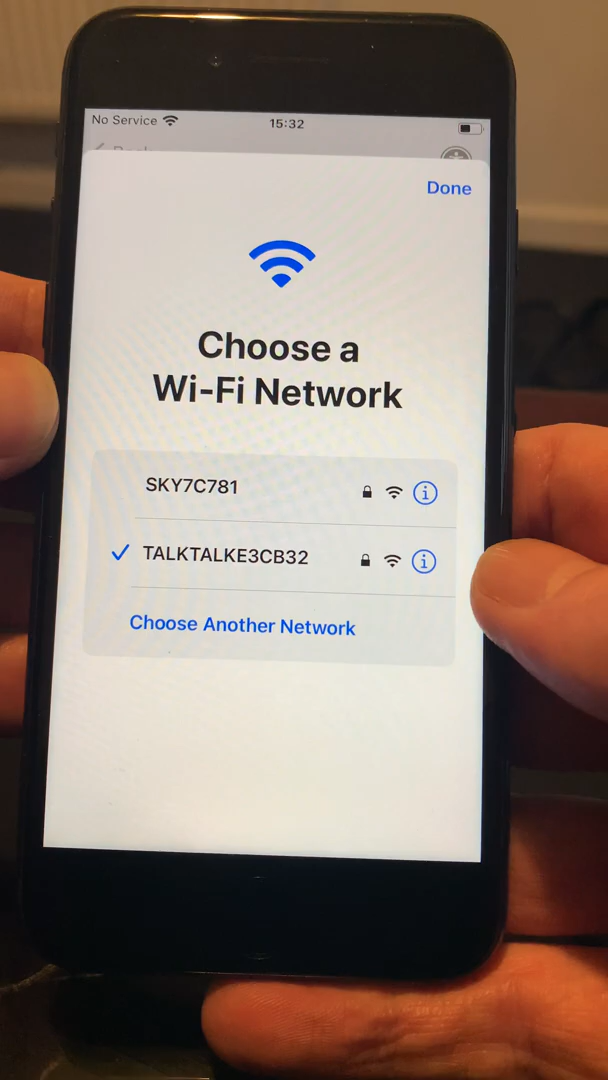 No Service 15:32
Done
Choose a
Wi-Fi Network
SKY7C781
TALKTALKE3CB32
Choose Another Network